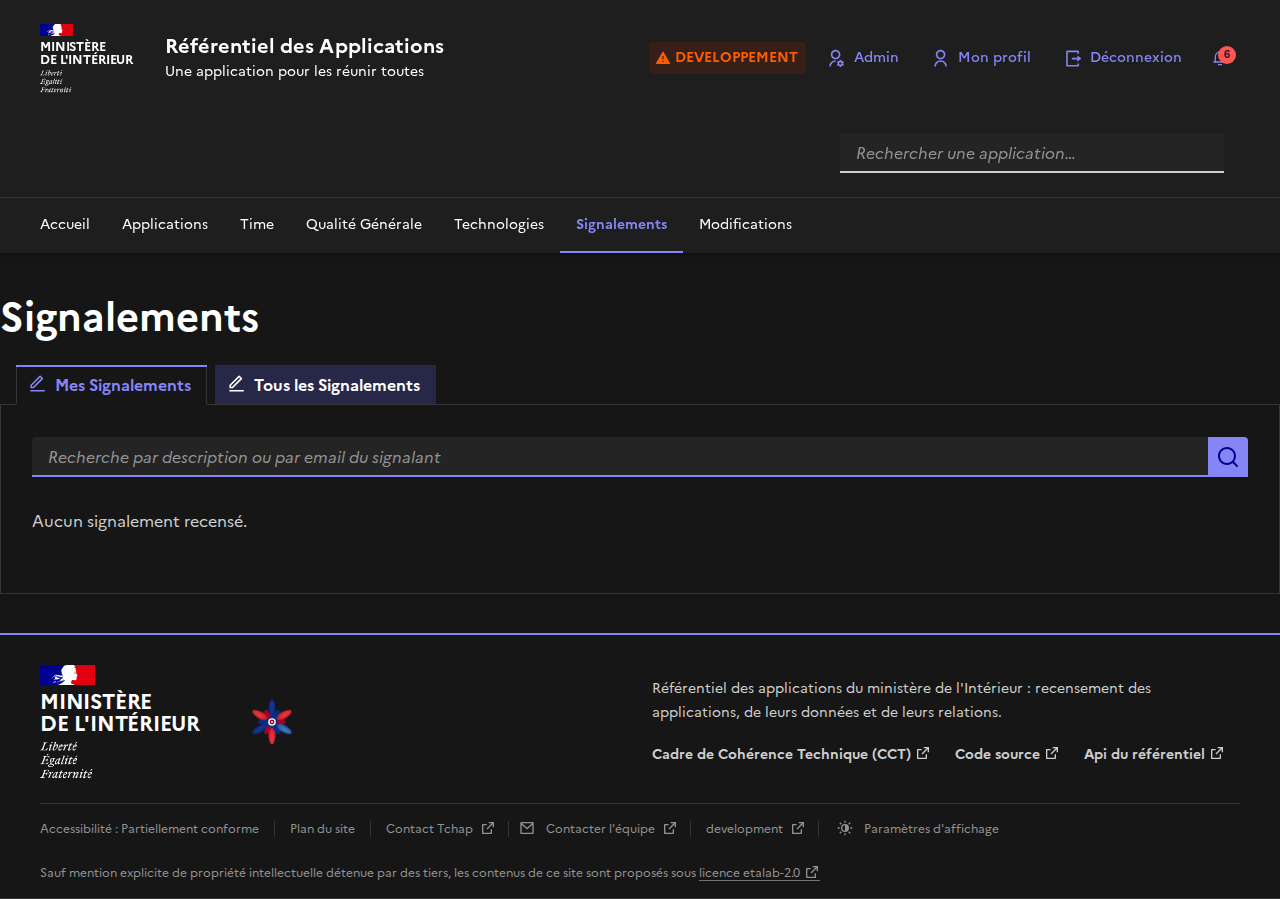 MINISTÈRE
DE L'INTÉRIEUR
Liberté
Égalité
Fraternité
Référentiel des Applications
Une application pour les réunir toutes
DEVELOPPEMENT
Admin
Mon profil
Déconnexion
6
Rechercher une application…
Accueil
Applications
Time
Qualité Générale
Technologies
Signalements
Modifications
Signalements
Mes Signalements
Tous les Signalements
Recherche par description ou par email du signalant
Aucun signalement recensé.
MINISTÈRE
DE L'INTÉRIEUR
Liberté
Égalité
Fraternité
Référentiel des applications du ministère de l'Intérieur : recensement des
applications, de leurs données et de leurs relations.
Cadre de Cohérence Technique (CCT)
Code source
Api du référentiel
Accessibilité : Partiellement conforme
Plan du site
Contact Tchap
Contacter l'équipe
development
Paramètres d'affichage
Sauf mention explicite de propriété intellectuelle détenue par des tiers, les contenus de ce site sont proposés sous licence etalab-2.0